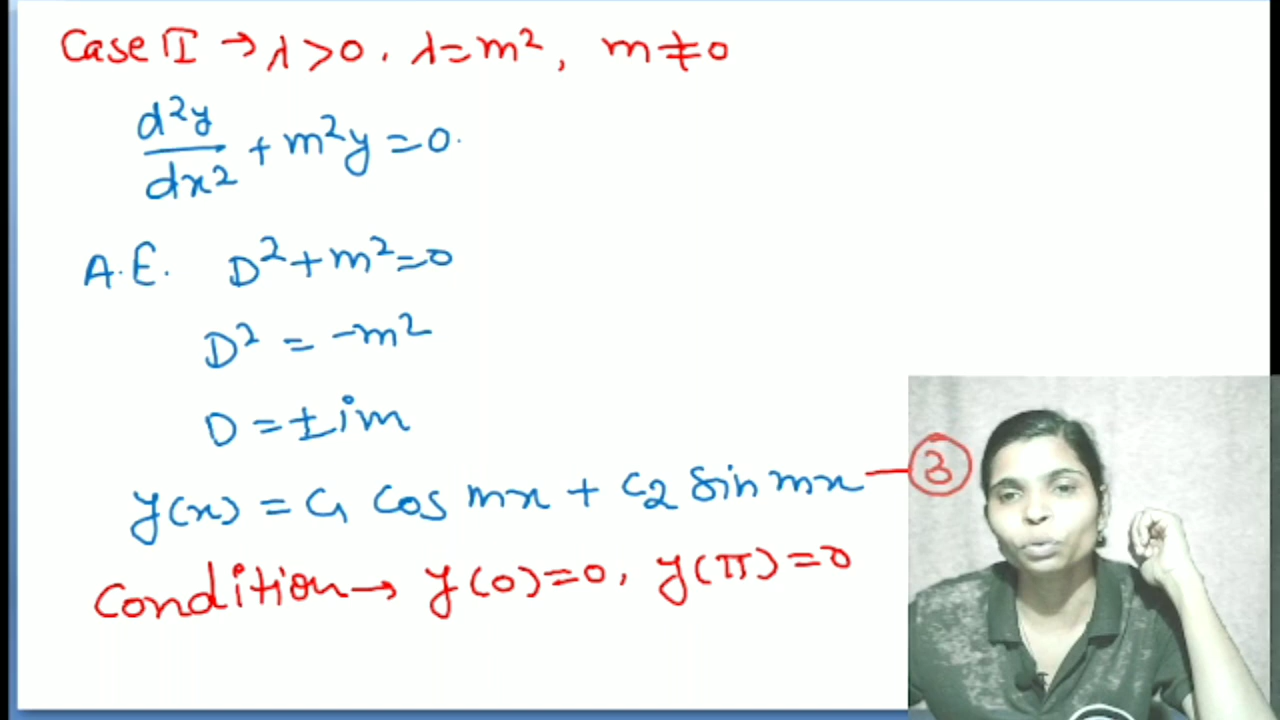 Case II → λ>0, λ=m², m≠0
d²y/dx² + m²y = 0.
A.E. D²+m²=0
D² = -m²
D = ±im
y(x) = C₁ cos mx + C₂ sin mx — ③
Condition → y(0)=0, y(π)=0